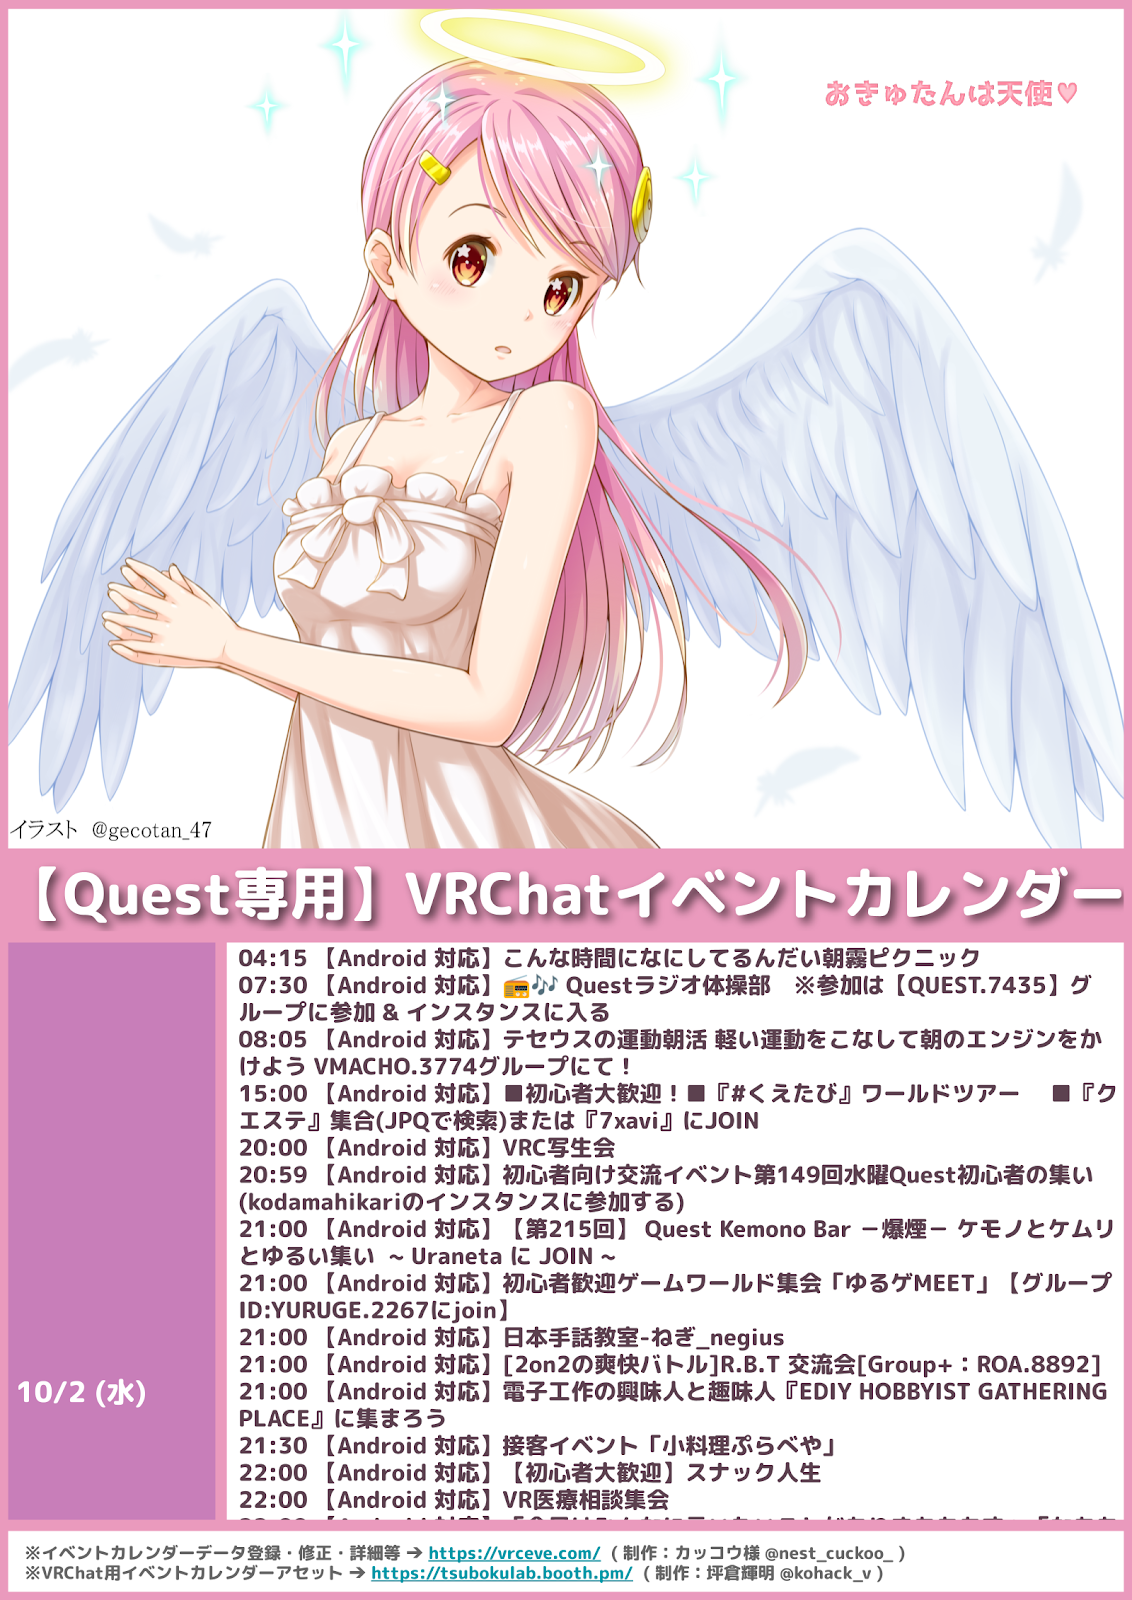 おきゅたんは天使♥
イラスト @gecotan_47
【Quest専用】VRChatイベントカレンダー
10/2 (水)
04:15 【Android 対応】こんな時間になにしてるんだい朝霧ピクニック
07:30 【Android 対応】📻🎶 Questラジオ体操部　※参加は【QUEST.7435】グ
ループに参加 & インスタンスに入る
08:05 【Android 対応】テセウスの運動朝活 軽い運動をこなして朝のエンジンをか
けよう VMACHO.3774グループにて！
15:00 【Android 対応】■初心者大歓迎！■『#くえたび』ワールドツアー　 ■『ク
エステ』集合(JPQで検索)または『7xavi』にJOIN
20:00 【Android 対応】VRC写生会
20:59 【Android 対応】初心者向け交流イベント第149回水曜Quest初心者の集い
(kodamahikariのインスタンスに参加する)
21:00 【Android 対応】【第215回】 Quest Kemono Bar －爆煙－ ケモノとケムリ
とゆるい集い ~ Uraneta に JOIN ~
21:00 【Android 対応】初心者歓迎ゲームワールド集会「ゆるゲMEET」【グループ
ID:YURUGE.2267にjoin】
21:00 【Android 対応】日本手話教室-ねぎ_negius
21:00 【Android 対応】[2on2の爽快バトル]R.B.T 交流会[Group+：ROA.8892]
21:00 【Android 対応】電子工作の興味人と趣味人『EDIY HOBBYIST GATHERING
PLACE』に集まろう
21:30 【Android 対応】接客イベント「小料理ぷらべや」
22:00 【Android 対応】【初心者大歓迎】スナック人生
22:00 【Android 対応】VR医療相談集会
※イベントカレンダーデータ登録・修正・詳細等 ➔ https://vrceve.com/ ( 制作：カッコウ様 @nest_cuckoo_ )
※VRChat用イベントカレンダーアセット ➔ https://tsubokulab.booth.pm/ ( 制作：坪倉輝明 @kohack_v )